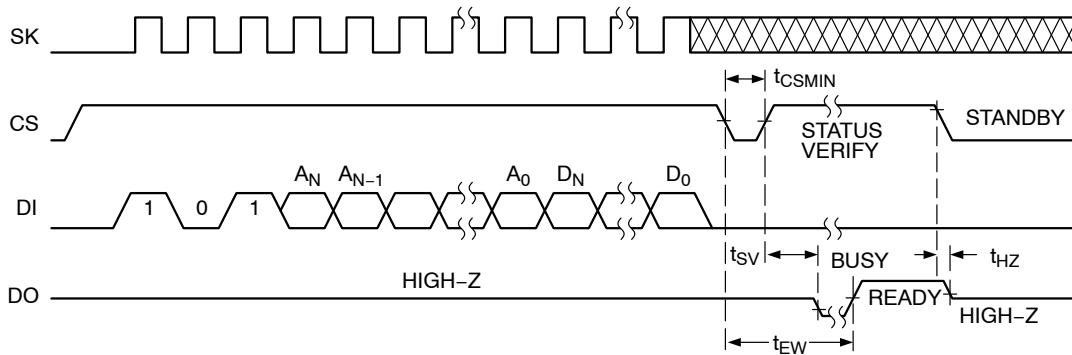 SK
t_CSMIN
CS
STATUS
VERIFY
STANDBY
A_N
A_N−1
A_0
D_N
D_0
DI
1
0
1
t_SV
BUSY
t_HZ
HIGH−Z
DO
READY
HIGH−Z
t_EW